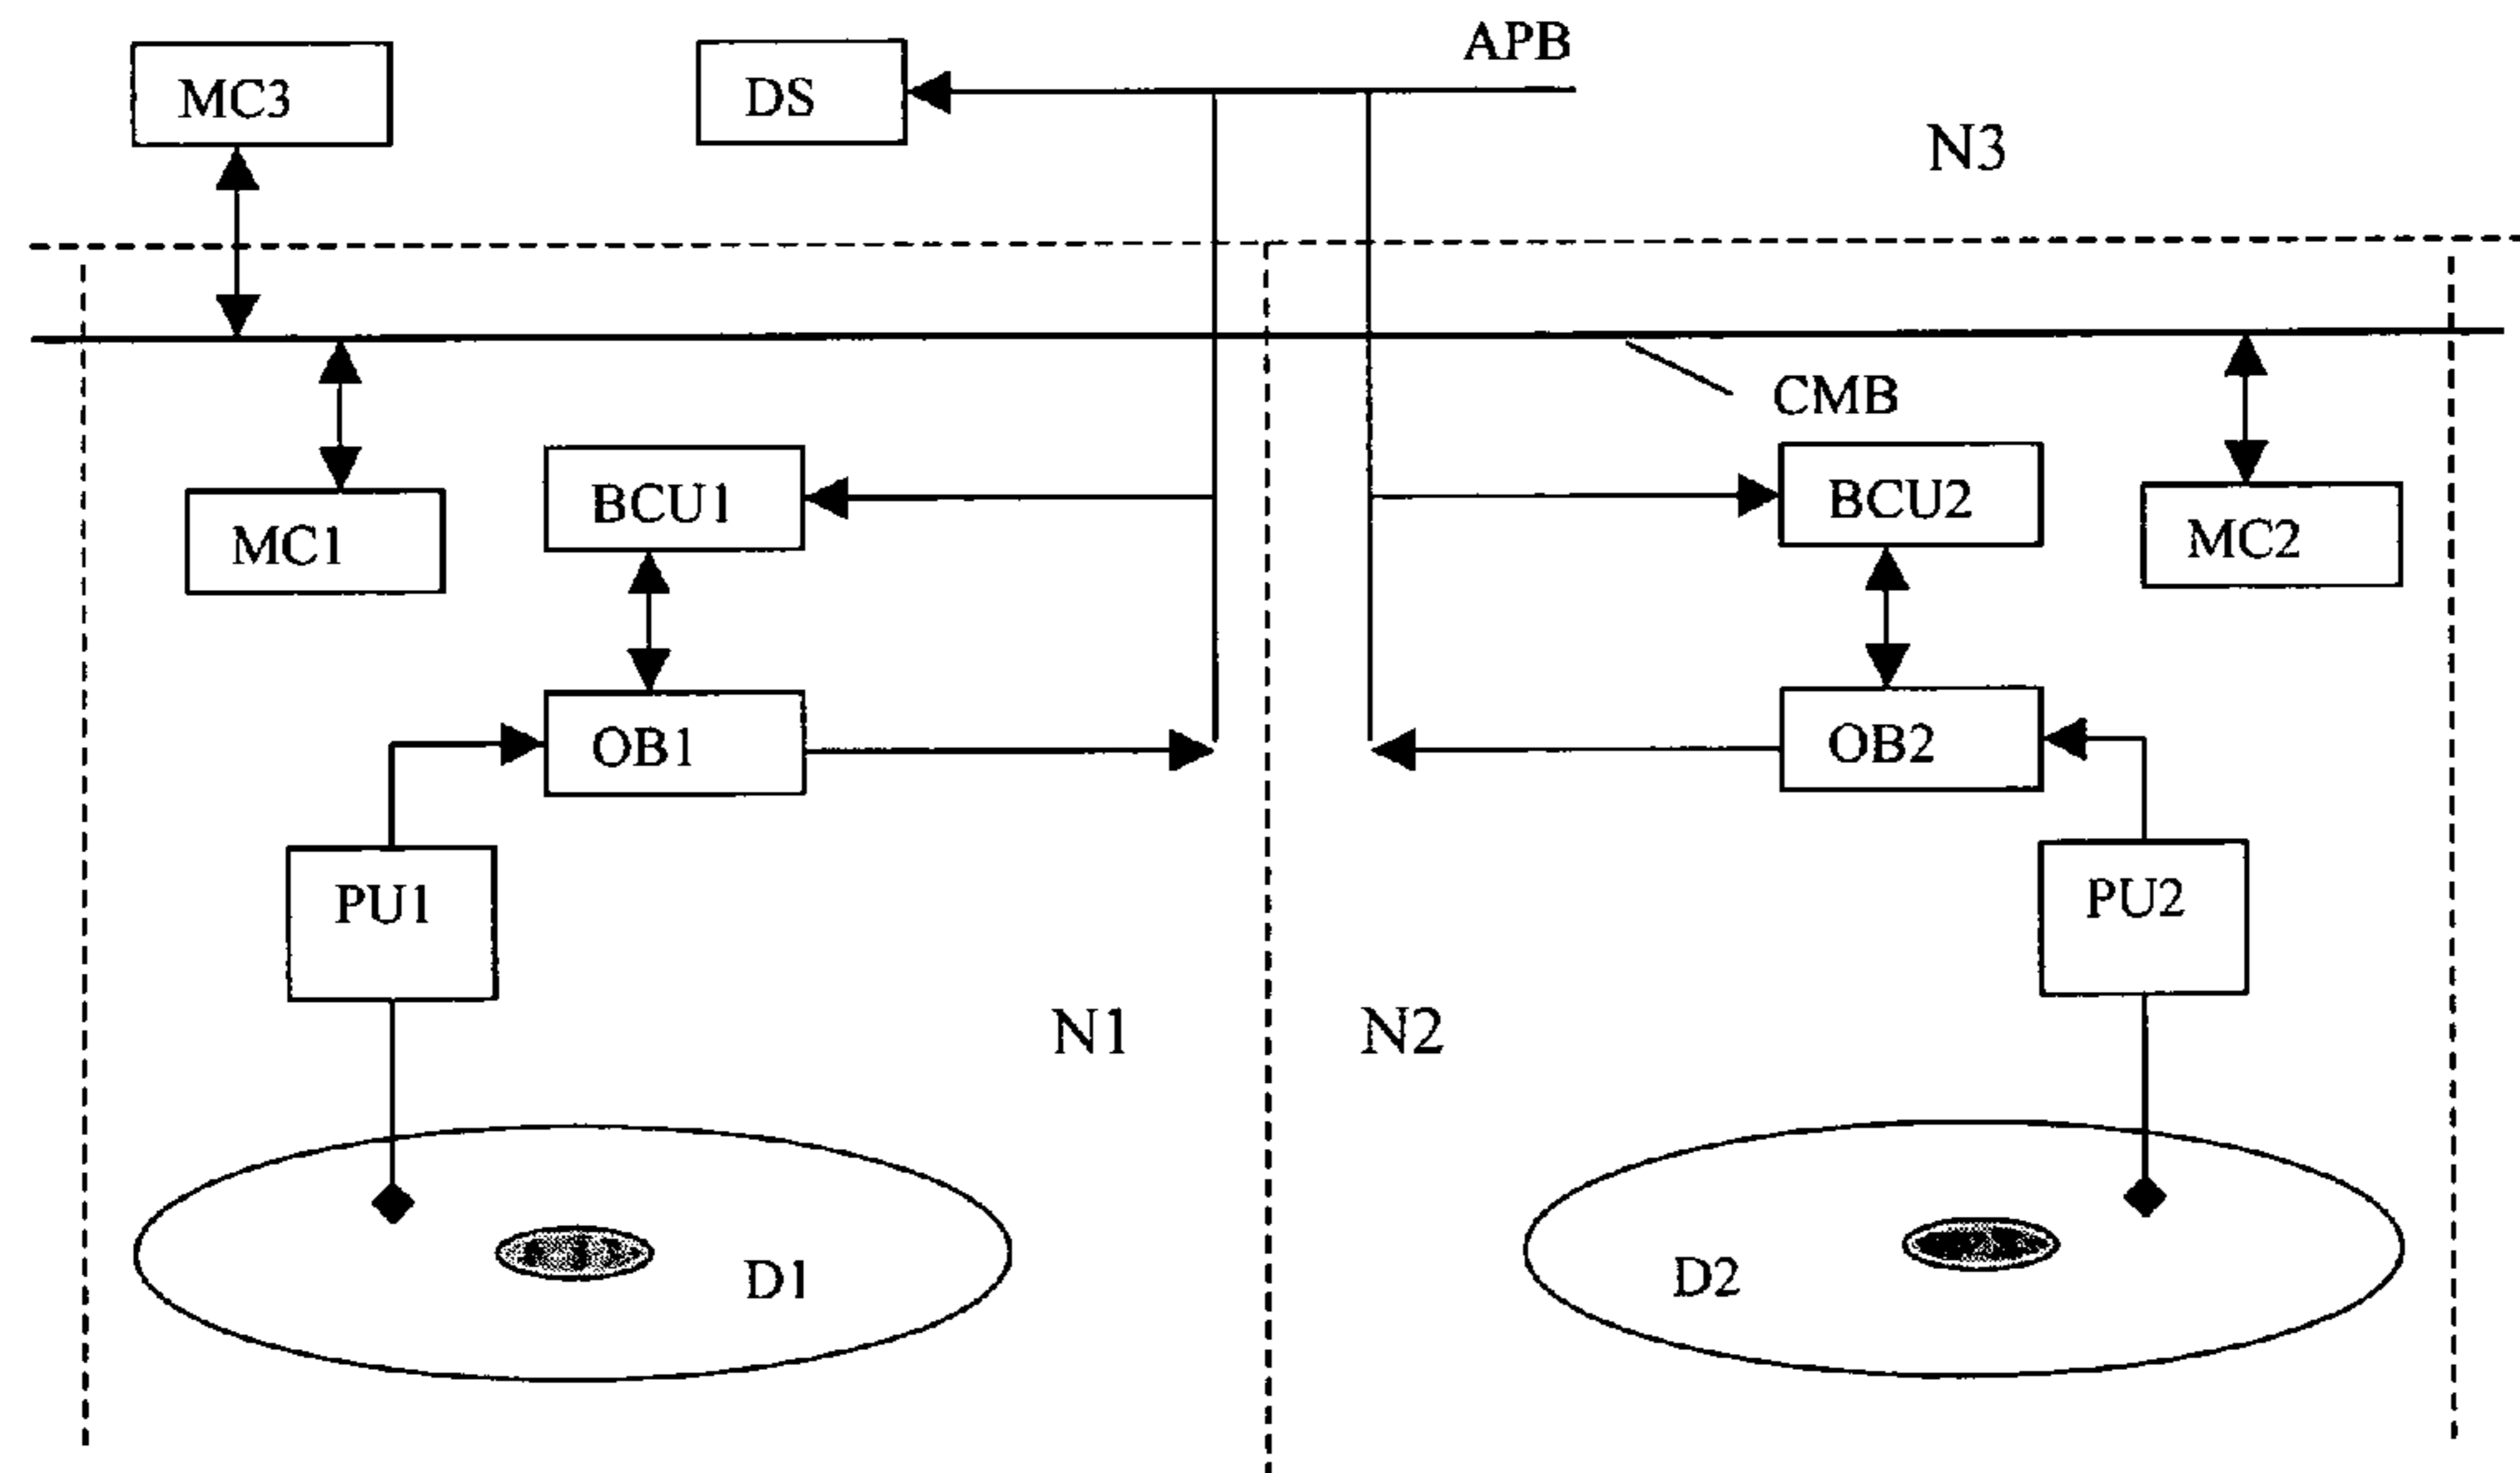 APB
MC3
DS
N3
CMB
BCU1
BCU2
MC1
MC2
OB1
OB2
PU1
PU2
N1
N2
D1
D2